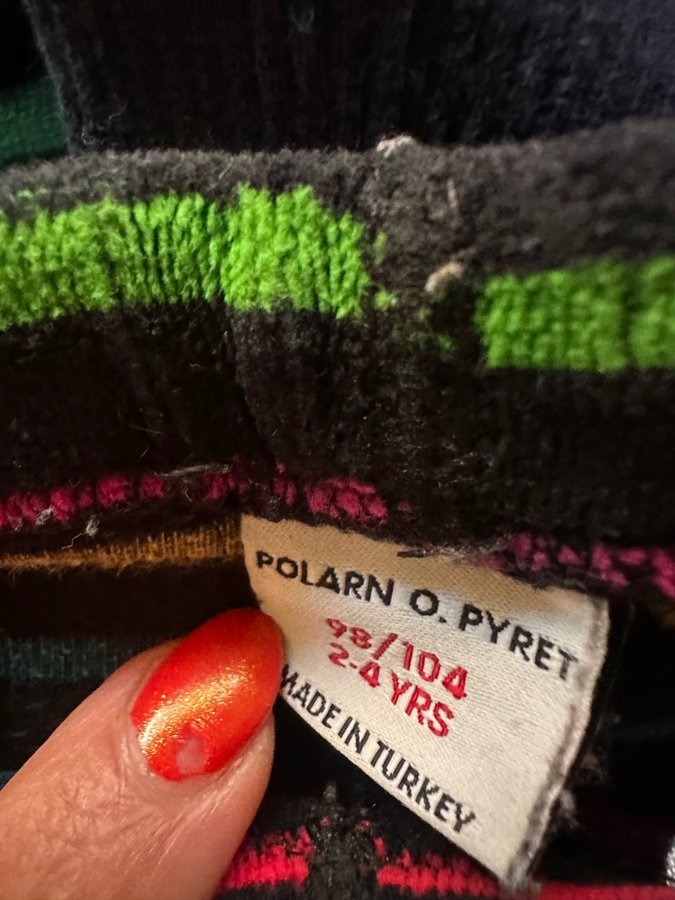 POLARN O. PYRET
98/104
2-4 YRS
MADE IN TURKEY